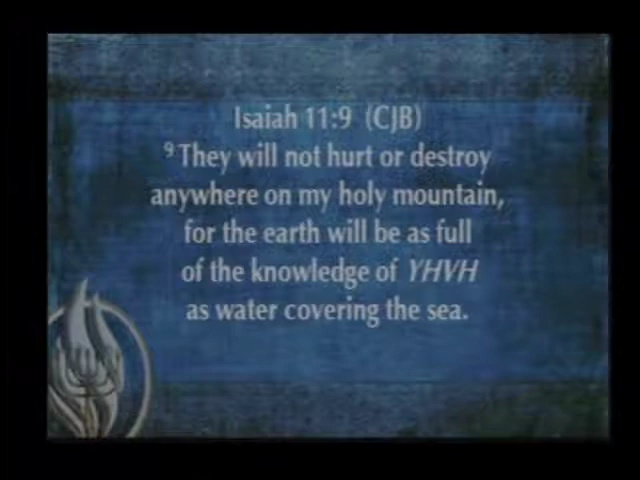 Isaiah 11:9 (CJB)
9 They will not hurt or destroy
anywhere on my holy mountain,
for the earth will be as full
of the knowledge of YHVH
as water covering the sea.